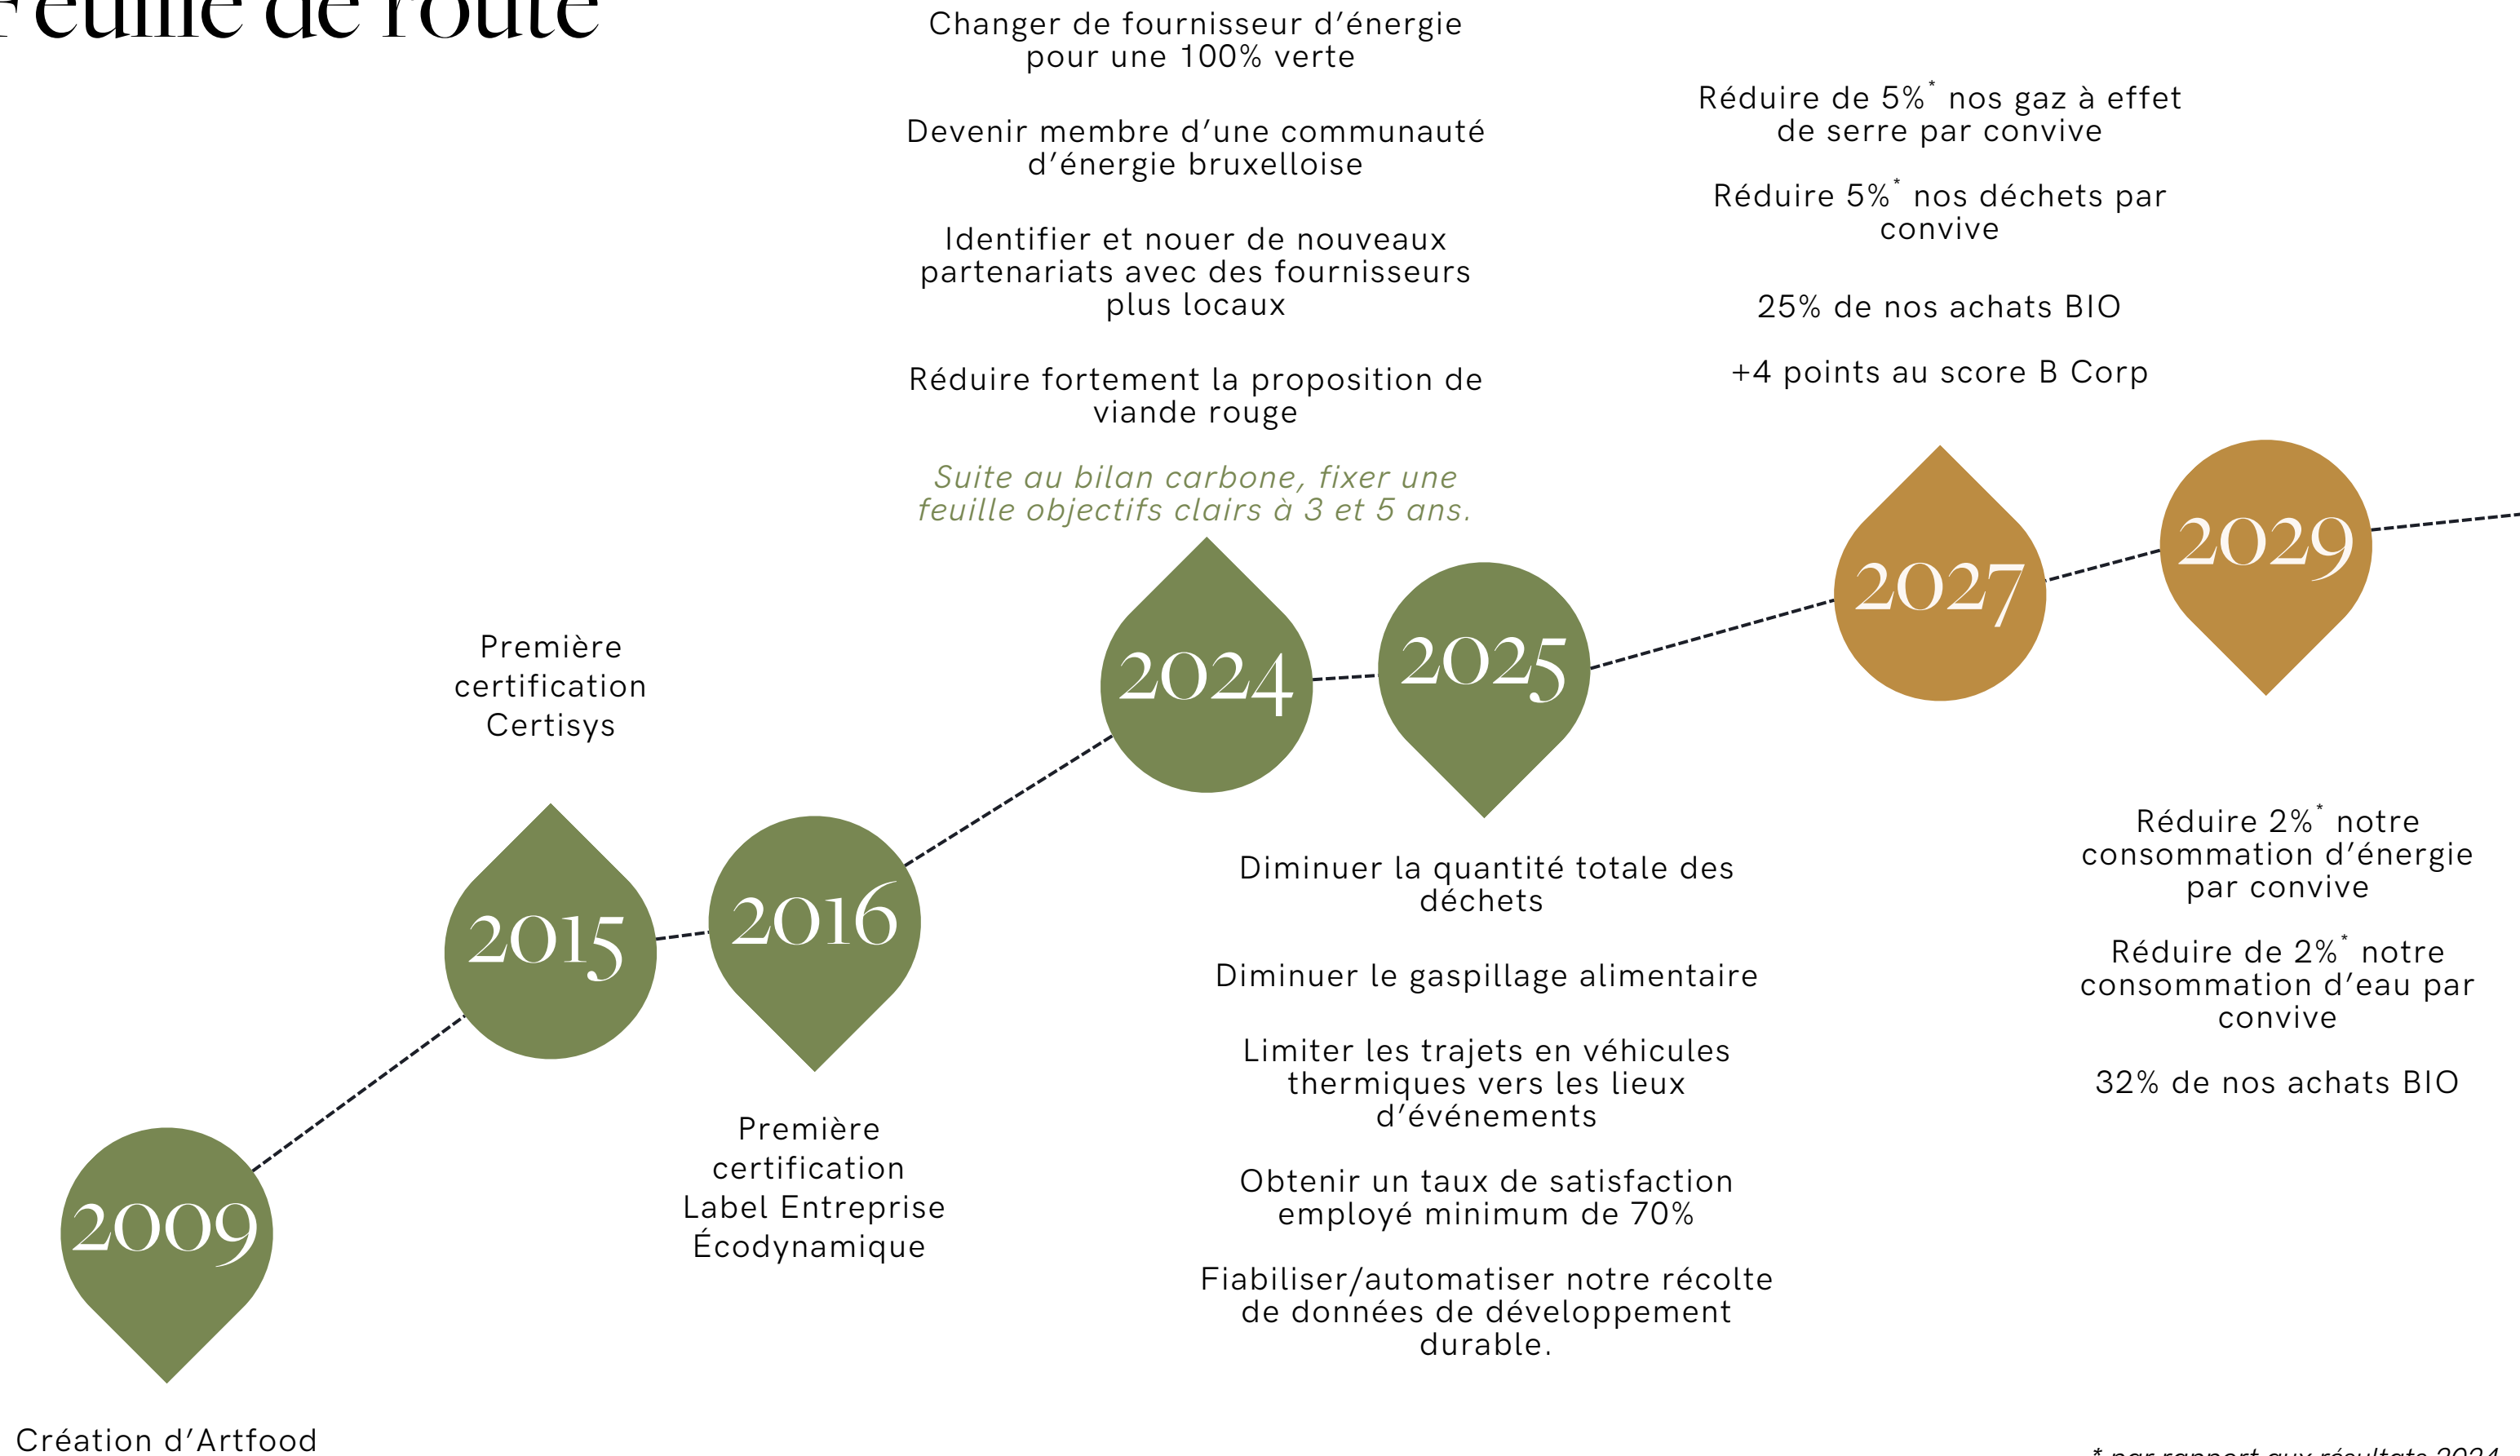 Feuille de route
Changer de fournisseur d’énergie
pour une 100% verte
Devenir membre d’une communauté
d’énergie bruxelloise
Identifier et nouer de nouveaux
partenariats avec des fournisseurs
plus locaux
Réduire fortement la proposition de
viande rouge
Suite au bilan carbone, fixer une
feuille objectifs clairs à 3 et 5 ans.
Réduire de 5%* nos gaz à effet
de serre par convive
Réduire 5%* nos déchets par
convive
25% de nos achats BIO
+4 points au score B Corp
2029
2027
2025
2024
Première
certification
Certisys
2015
2016
Première
certification
Label Entreprise
Écodynamique
Diminuer la quantité totale des
déchets
Diminuer le gaspillage alimentaire
Limiter les trajets en véhicules
thermiques vers les lieux
d’événements
Obtenir un taux de satisfaction
employé minimum de 70%
Fiabiliser/automatiser notre récolte
de données de développement
durable.
Réduire 2%* notre
consommation d’énergie
par convive
Réduire de 2%* notre
consommation d’eau par
convive
32% de nos achats BIO
2009
Création d’Artfood
* par rapport aux résultats 2024